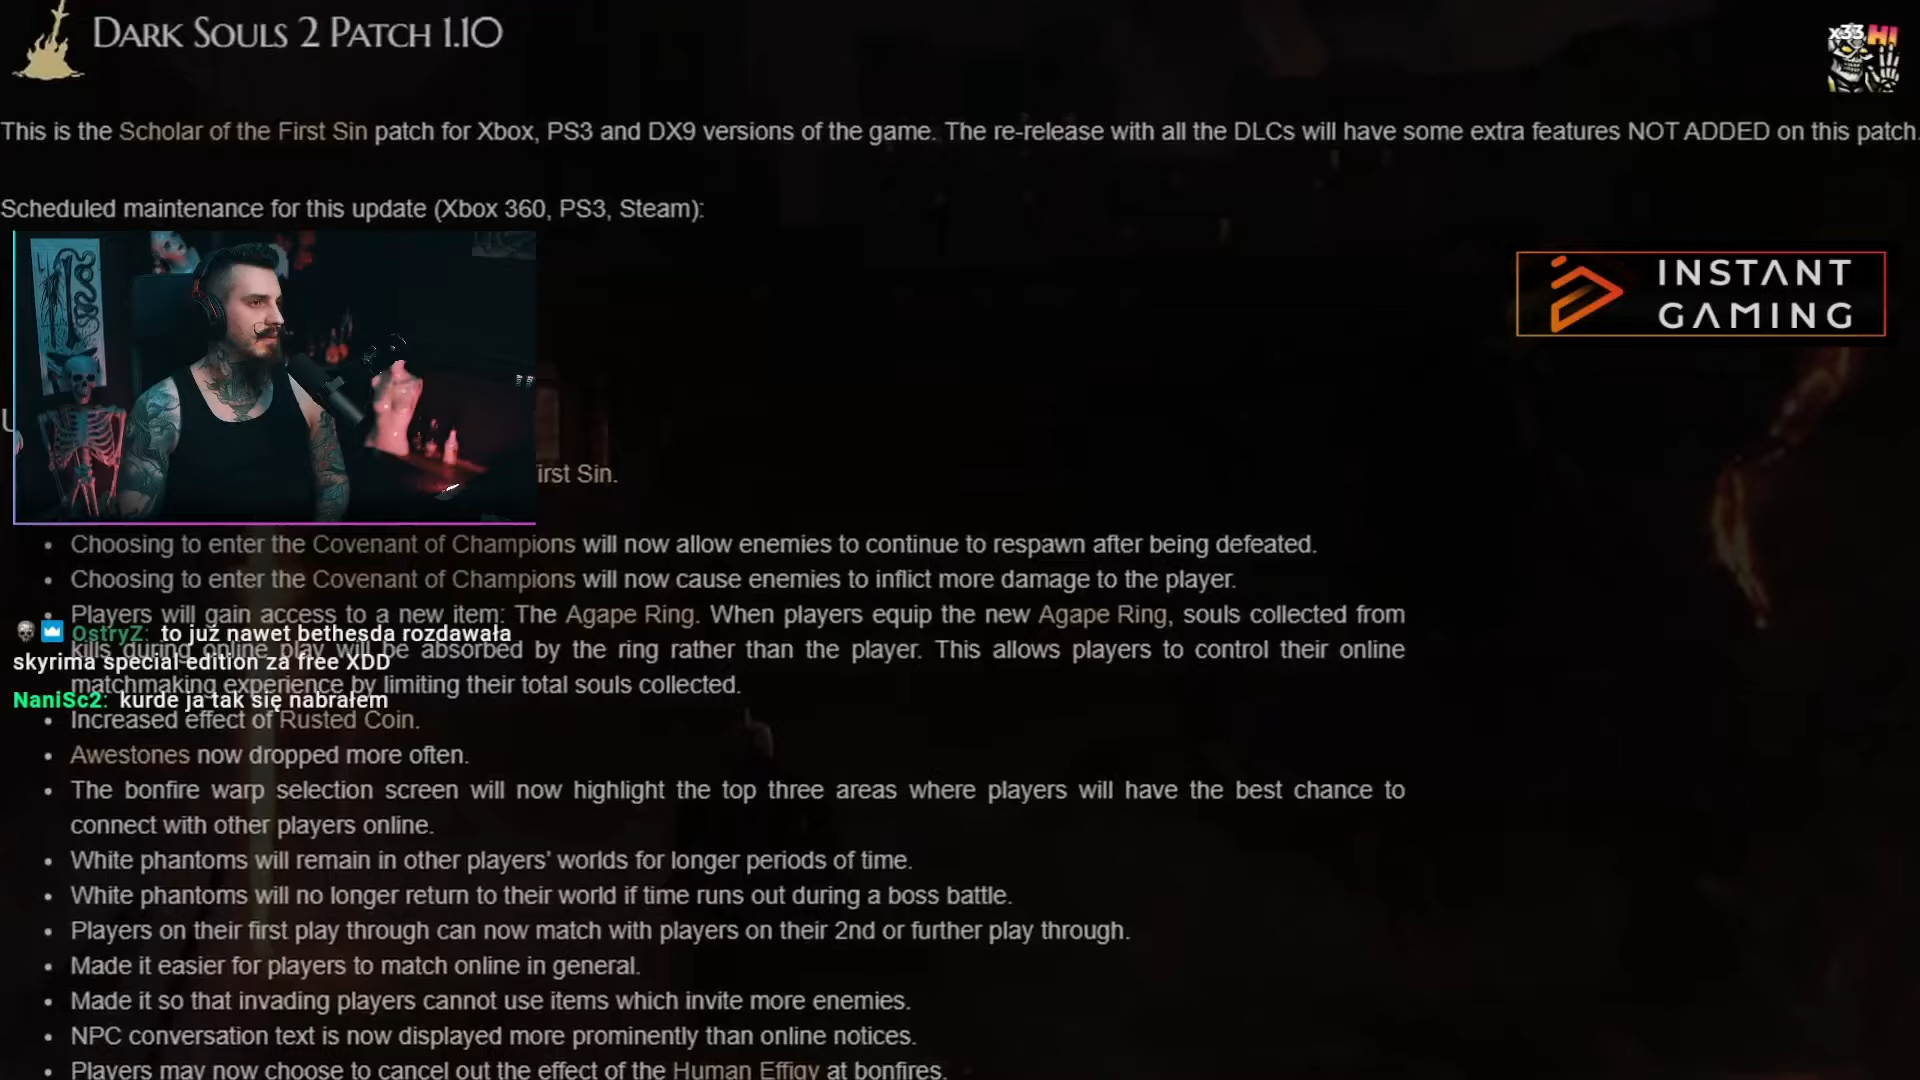 DARK SOULS 2 PATCH 1.10
x33 HI
This is the Scholar of the First Sin patch for Xbox, PS3 and DX9 versions of the game. The re-release with all the DLCs will have some extra features NOT ADDED on this patch.
Scheduled maintenance for this update (Xbox 360, PS3, Steam):
INSTANT
GAMING
irst Sin.
• Choosing to enter the Covenant of Champions will now allow enemies to continue to respawn after being defeated.
• Choosing to enter the Covenant of Champions will now cause enemies to inflict more damage to the player.
• Players will gain access to a new item: The Agape Ring. When players equip the new Agape Ring, souls collected from
OstryZ: to już nawet bethesda rozdawała
kills during online play will be absorbed by the ring rather than the player. This allows players to control their online
skyrima special edition za free XDD
matchmaking experience by limiting their total souls collected.
NaniSc2: kurde ja tak się nabrałem
• Increased effect of Rusted Coin.
• Awestones now dropped more often.
• The bonfire warp selection screen will now highlight the top three areas where players will have the best chance to
connect with other players online.
• White phantoms will remain in other players' worlds for longer periods of time.
• White phantoms will no longer return to their world if time runs out during a boss battle.
• Players on their first play through can now match with players on their 2nd or further play through.
• Made it easier for players to match online in general.
• Made it so that invading players cannot use items which invite more enemies.
• NPC conversation text is now displayed more prominently than online notices.
• Players may now choose to cancel out the effect of the Human Effigy at bonfires.